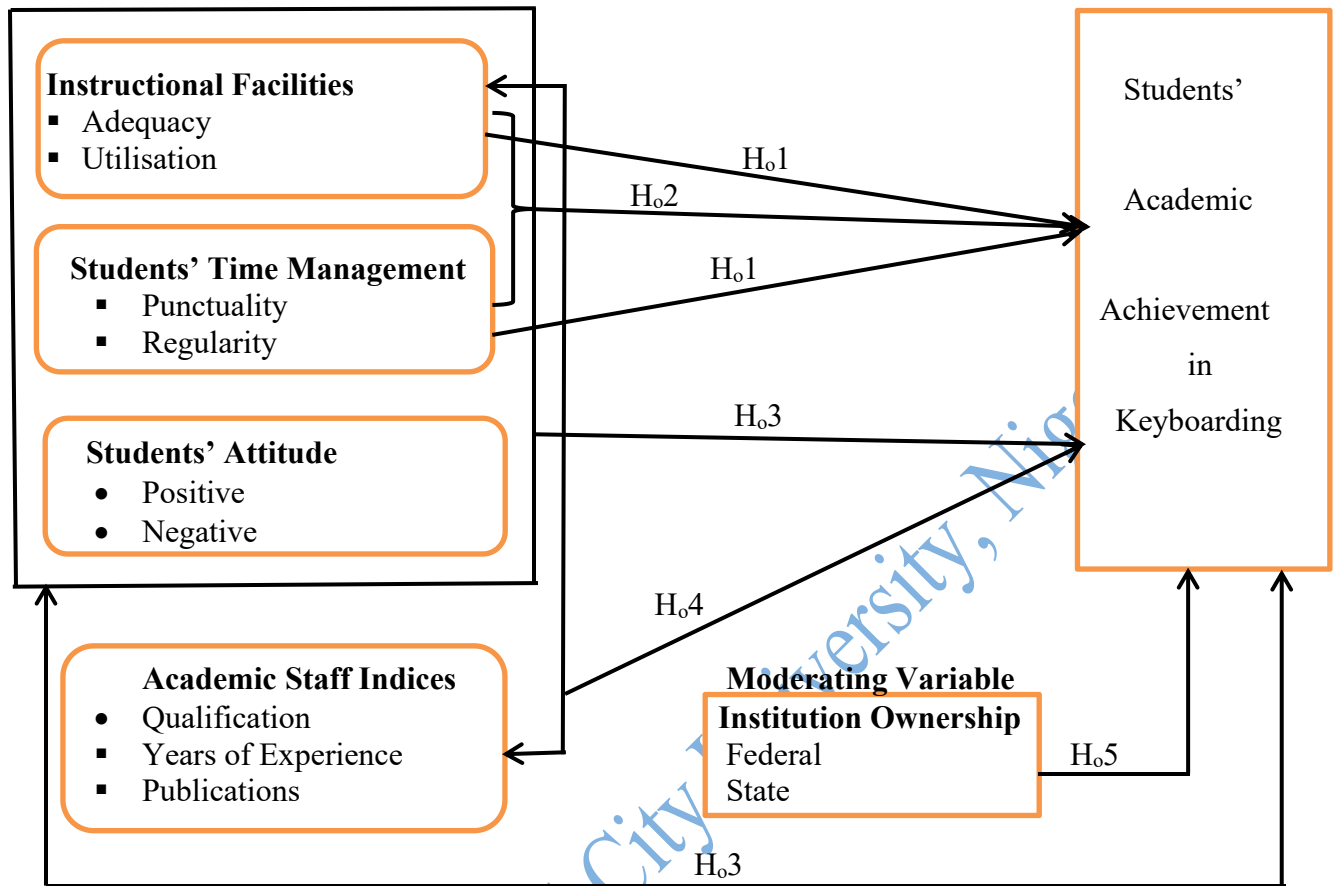 Instructional Facilities
▪ Adequacy
▪ Utilisation
Students’ Time Management
▪ Punctuality
▪ Regularity
Students’ Attitude
● Positive
● Negative
Academic Staff Indices
● Qualification
▪ Years of Experience
▪ Publications
Hₒ1
Hₒ2
Hₒ1
Hₒ3
Hₒ4
Moderating Variable
Institution Ownership
Federal
State
Hₒ5
Hₒ3
Students’
Academic
Achievement
in
Keyboarding
City